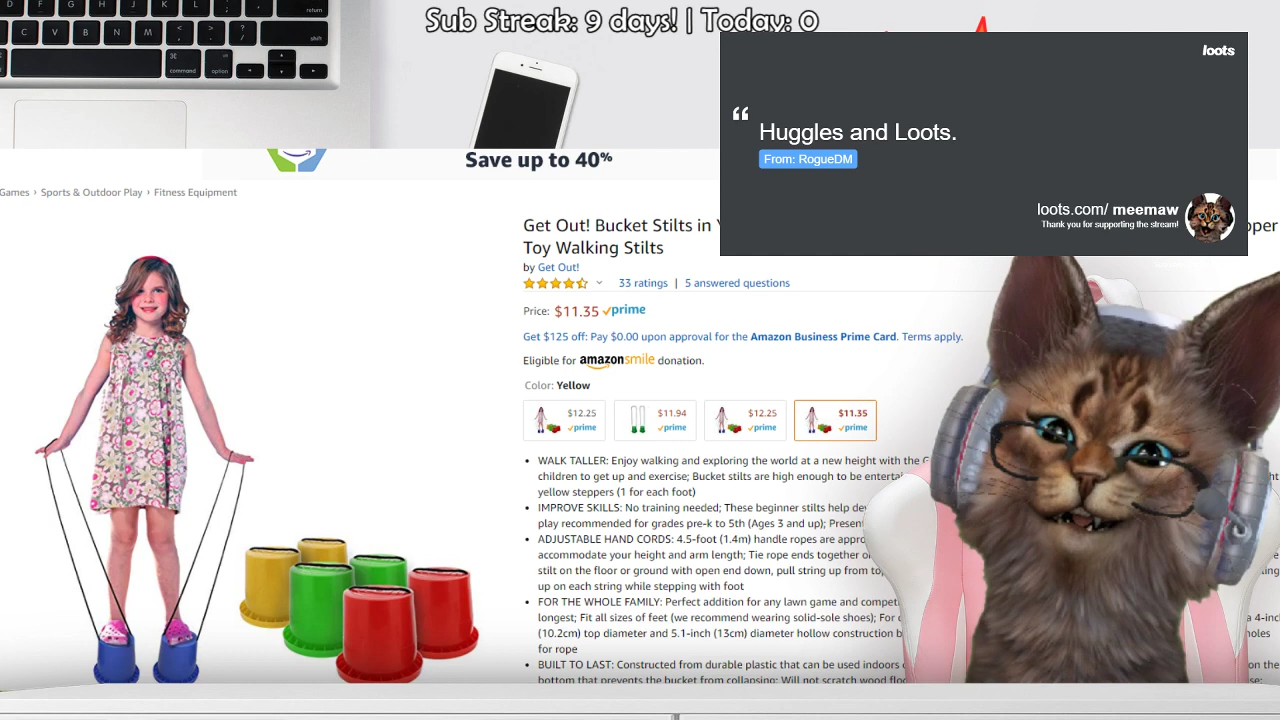 return
C V B N M < > ?
, . /
shift
⌘
command
alt
option
Sub Streak: 9 days! | Today: 0
loots
“
Huggles and Loots.
From: RogueDM
loots.com/ meemaw
Thank you for supporting the stream!
Save up to 40%
Games › Sports & Outdoor Play › Fitness Equipment
Get Out! Bucket Stilts in
Toy Walking Stilts
by Get Out!
33 ratings | 5 answered questions
Price: $11.35 prime
Get $125 off: Pay $0.00 upon approval for the Amazon Business Prime Card. Terms apply.
Eligible for amazonsmile donation.
Color: Yellow
$12.25 $11.94 $12.25 $11.35
prime prime prime prime
• WALK TALLER: Enjoy walking and exploring the world at a new height with the
children to get up and exercise; Bucket stilts are high enough to be
yellow steppers (1 for each foot)
• IMPROVE SKILLS: No training needed; These beginner stilts help
play recommended for grades pre-k to 5th (Ages 3 and up);
• ADJUSTABLE HAND CORDS: 4.5-foot (1.4m) handle ropes are
accommodate your height and arm length; Tie rope ends together
stilt on the floor or ground with open end down, pull string up from
up on each string while stepping with foot
• FOR THE WHOLE FAMILY: Perfect addition for any lawn game and
longest; Fit all sizes of feet (we recommend wearing solid-sole shoes); For a 4-inch
(10.2cm) top diameter and 5.1-inch (13cm) diameter hollow construction holes
for rope
• BUILT TO LAST: Constructed from durable plastic that can be used indoors on the
bottom that prevents the bucket from collapsing; Will not scratch wood